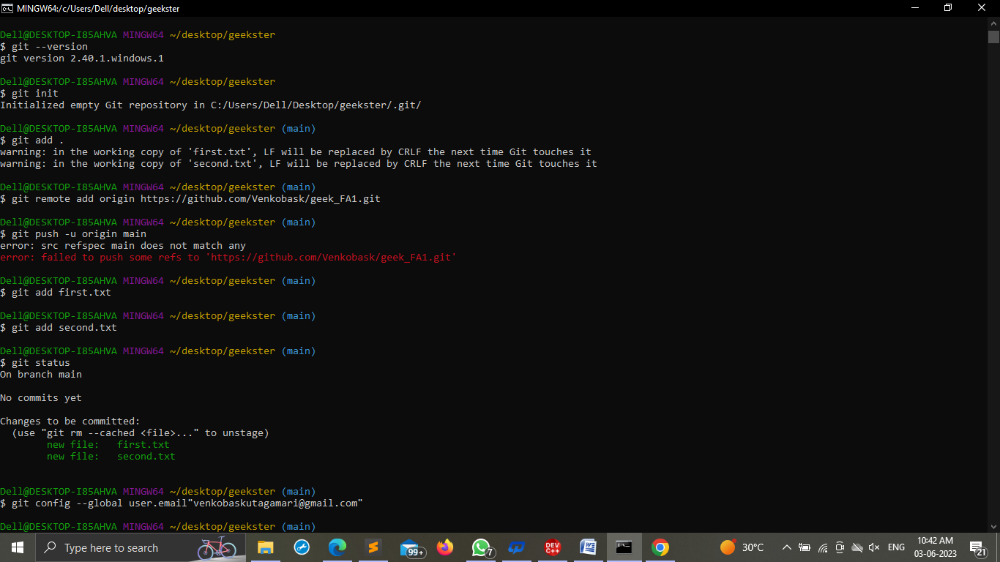 MINGW64:/c/Users/Dell/desktop/geekster
Dell@DESKTOP-I85AHVA MINGW64 ~/desktop/geekster
$ git --version
git version 2.40.1.windows.1
Dell@DESKTOP-I85AHVA MINGW64 ~/desktop/geekster
$ git init
Initialized empty Git repository in C:/Users/Dell/Desktop/geekster/.git/
Dell@DESKTOP-I85AHVA MINGW64 ~/desktop/geekster (main)
$ git add .
warning: in the working copy of 'first.txt', LF will be replaced by CRLF the next time Git touches it
warning: in the working copy of 'second.txt', LF will be replaced by CRLF the next time Git touches it
Dell@DESKTOP-I85AHVA MINGW64 ~/desktop/geekster (main)
$ git remote add origin https://github.com/Venkobask/geek_FA1.git
Dell@DESKTOP-I85AHVA MINGW64 ~/desktop/geekster (main)
$ git push -u origin main
error: src refspec main does not match any
error: failed to push some refs to 'https://github.com/Venkobask/geek_FA1.git'
Dell@DESKTOP-I85AHVA MINGW64 ~/desktop/geekster (main)
$ git add first.txt
Dell@DESKTOP-I85AHVA MINGW64 ~/desktop/geekster (main)
$ git add second.txt
Dell@DESKTOP-I85AHVA MINGW64 ~/desktop/geekster (main)
$ git status
On branch main
No commits yet
Changes to be committed:
  (use "git rm --cached <file>..." to unstage)
        new file:   first.txt
        new file:   second.txt
Dell@DESKTOP-I85AHVA MINGW64 ~/desktop/geekster (main)
$ git config --global user.email"venkobaskutagamari@gmail.com"
Dell@DESKTOP-I85AHVA MINGW64 ~/desktop/geekster (main)
Type here to search
99+
7
DEV C++
30°C
ENG
10:42 AM
03-06-2023
21